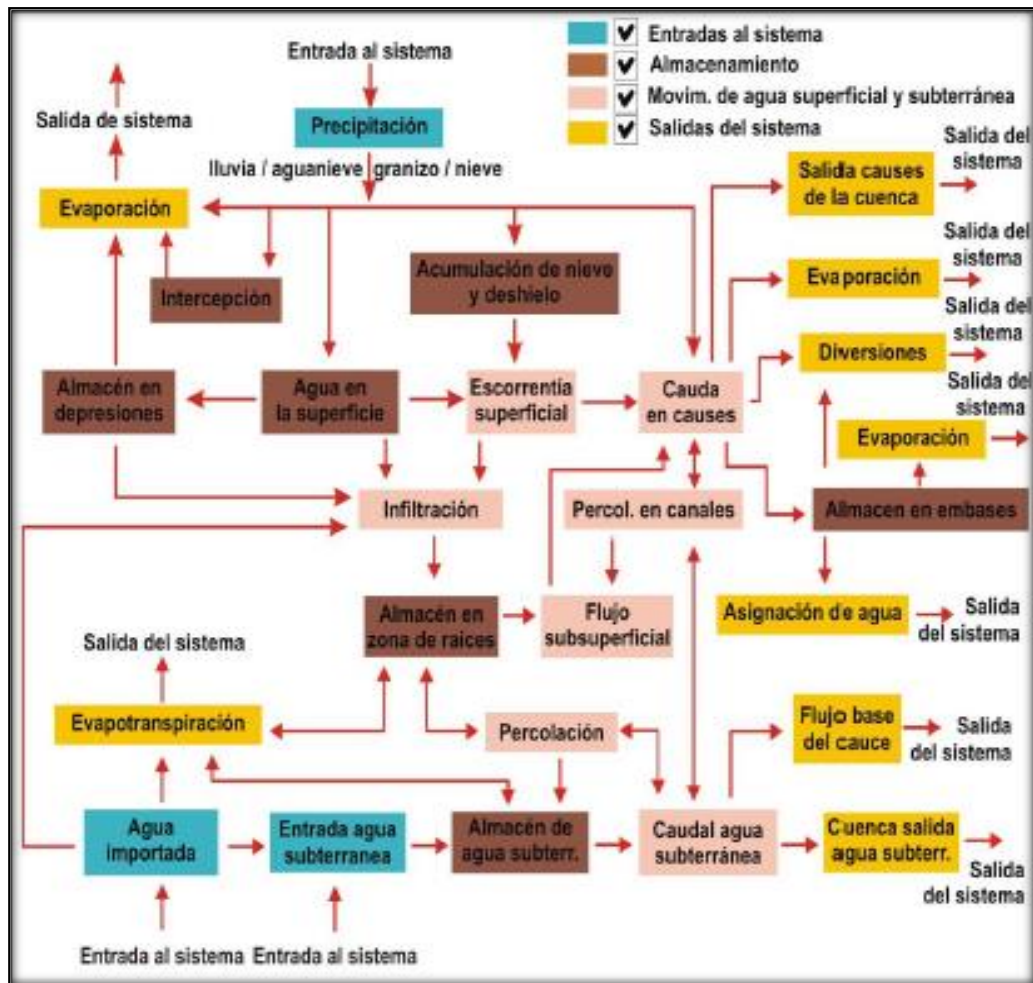 Entrada al sistema
Entradas al sistema
Almacenamiento
Movim. de agua superficial y subterránea
Salidas del sistema
Salida de sistema
Precipitación
lluvia / aguanieve granizo / nieve
Salida causes
de la cuenca
Salida del
sistema
Evaporación
Intercepción
Acumulación de nieve
y deshielo
Evaporación
Salida del
sistema
Diversiones
Salida del
sistema
Almacén en
depresiones
Agua en
la superficie
Escorrentía
superficial
Cauda
en causes
Salida del
sistema
Evaporación
Infiltración
Percol. en canales
Almacen en embases
Almacén en
zona de raices
Flujo
subsuperficial
Asignación de agua
Salida
del sistema
Salida del sistema
Evapotranspiración
Percolación
Flujo base
del cauce
Salida
del sistema
Agua
importada
Entrada agua
subterranea
Almacén de
agua subterr.
Caudal agua
subterránea
Cuenca salida
agua subterr.
Salida
del sistema
Entrada al sistema
Entrada al sistema